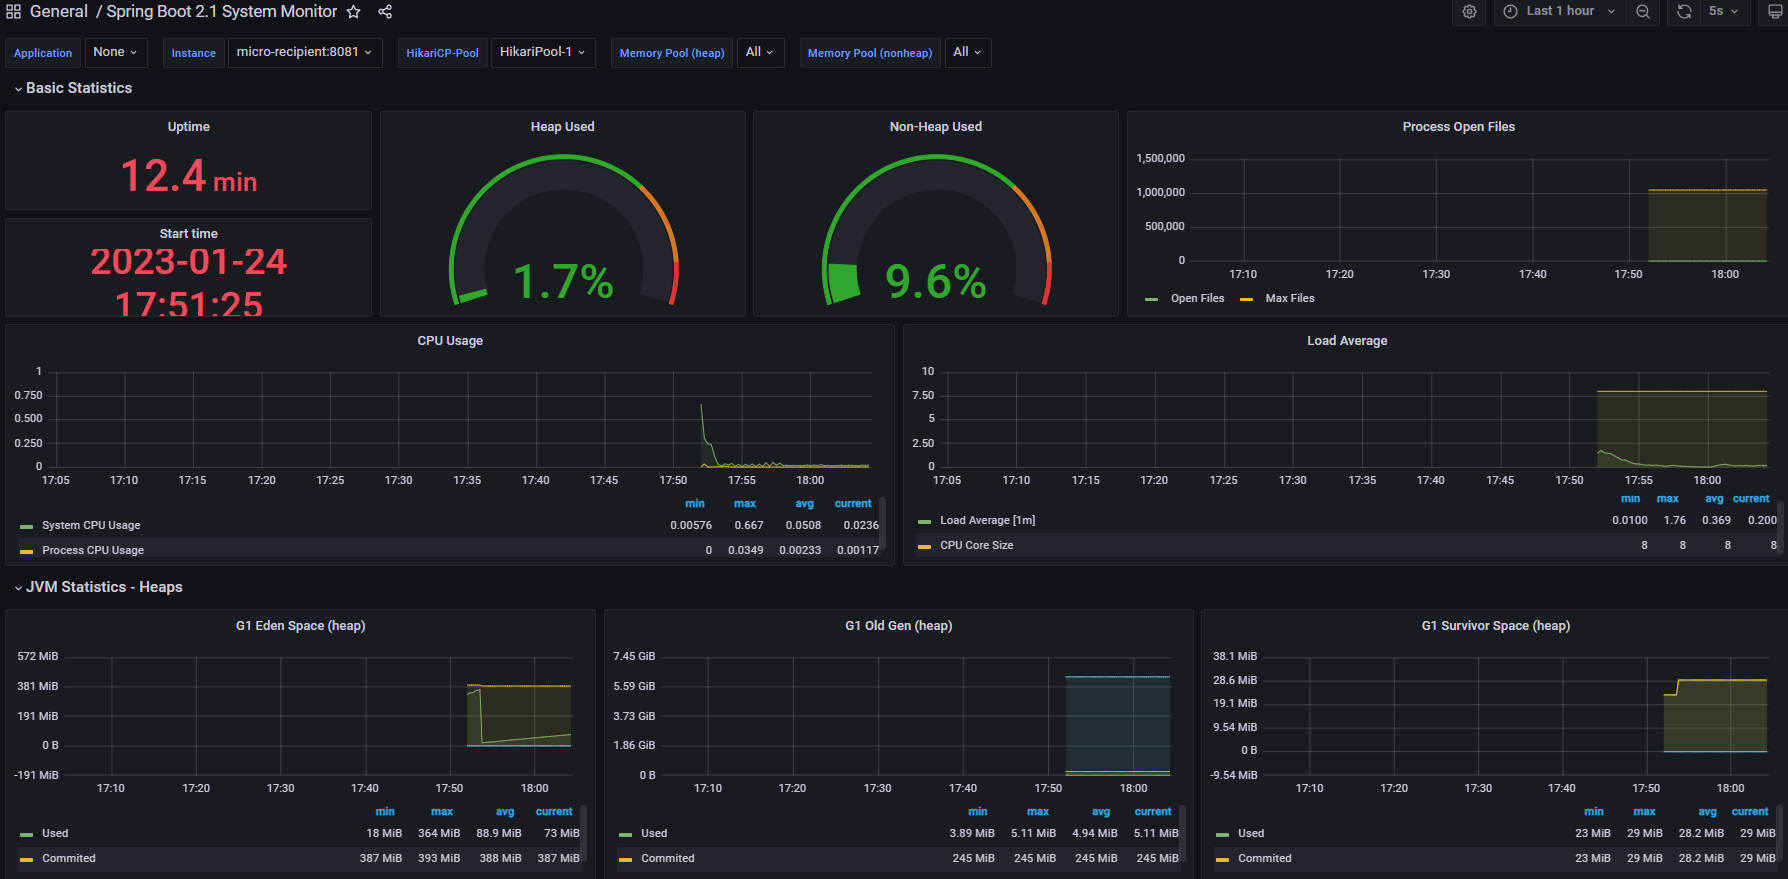 General / Spring Boot 2.1 System Monitor
Last 1 hour 5s
Application None Instance micro-recipient:8081 HikariCP-Pool HikariPool-1 Memory Pool (heap) All Memory Pool (nonheap) All
Basic Statistics
Uptime
12.4 min
Start time
2023-01-24
17:51:25
Heap Used
1.7%
Non-Heap Used
9.6%
Process Open Files
1,500,000
1,000,000
500,000
0
17:10 17:20 17:30 17:40 17:50 18:00
Open Files Max Files
CPU Usage
1
0.750
0.500
0.250
0
17:05 17:10 17:15 17:20 17:25 17:30 17:35 17:40 17:45 17:50 17:55 18:00
min max avg current
System CPU Usage 0.00576 0.667 0.0508 0.0236
Process CPU Usage 0 0.0349 0.00233 0.00117
Load Average
10
7.50
5
2.50
0
17:05 17:10 17:15 17:20 17:25 17:30 17:35 17:40 17:45 17:50 17:55 18:00
min max avg current
Load Average [1m] 0.0100 1.76 0.369 0.200
CPU Core Size 8 8 8 8
JVM Statistics - Heaps
G1 Eden Space (heap)
572 MiB
381 MiB
191 MiB
0 B
-191 MiB
17:10 17:20 17:30 17:40 17:50 18:00
min max avg current
Used 18 MiB 364 MiB 88.9 MiB 73 MiB
Commited 387 MiB 393 MiB 388 MiB 387 MiB
G1 Old Gen (heap)
7.45 GiB
5.59 GiB
3.73 GiB
1.86 GiB
0 B
17:10 17:20 17:30 17:40 17:50 18:00
min max avg current
Used 3.89 MiB 5.11 MiB 4.94 MiB 5.11 MiB
Commited 245 MiB 245 MiB 245 MiB 245 MiB
G1 Survivor Space (heap)
38.1 MiB
28.6 MiB
19.1 MiB
9.54 MiB
0 B
-9.54 MiB
17:10 17:20 17:30 17:40 17:50 18:00
min max avg current
Used 23 MiB 29 MiB 28.2 MiB 29 MiB
Commited 23 MiB 29 MiB 28.2 MiB 29 MiB